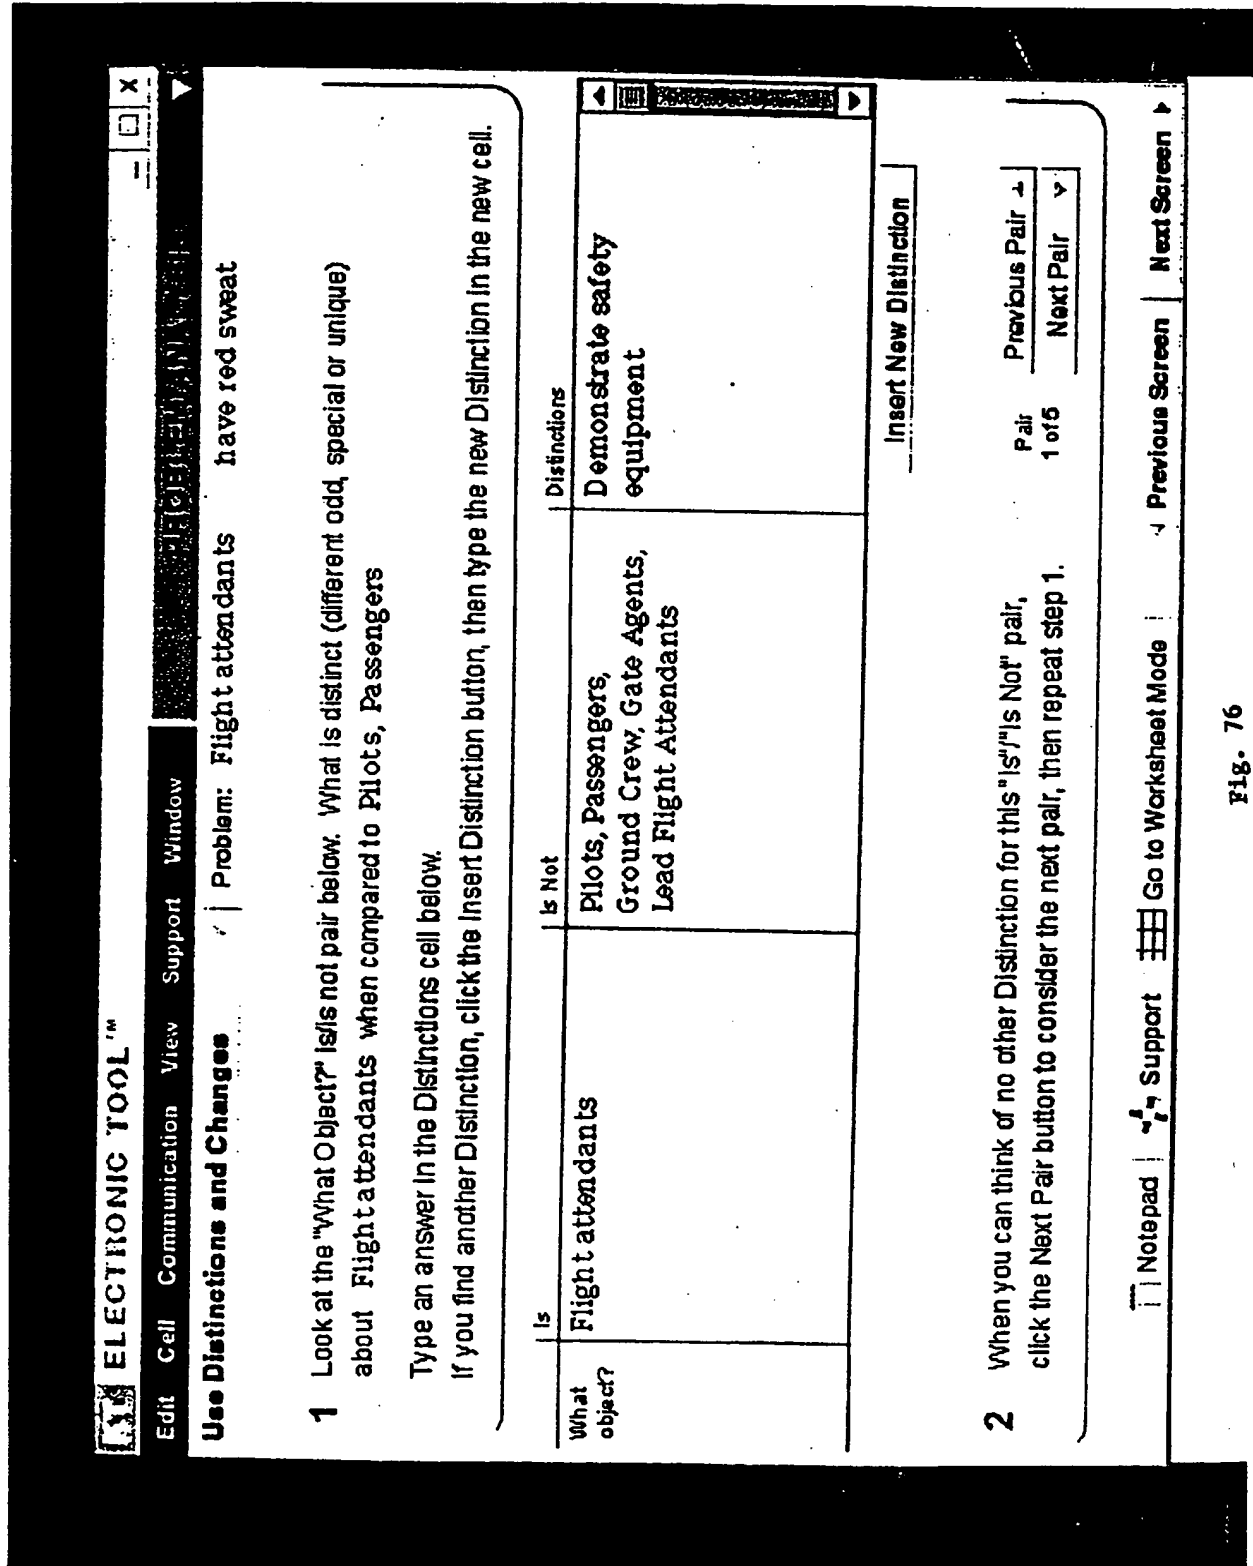 ELECTRONIC TOOL™
Edit Cell Communication View Support Window PROBLEM ANALYSIS
Use Distinctions and Changes Problem: Flight attendants have red sweat
1 Look at the "What Object?" is/is not pair below. What is distinct (different odd, special or unique)
about Flight attendants when compared to Pilots, Passengers
Type an answer in the Distinctions cell below.
If you find another Distinction, click the Insert Distinction button, then type the new Distinction in the new cell.
Is Is Not Distinctions
What object? Flight attendants Pilots, Passengers, Demonstrate safety
Ground Crew, Gate Agents, equipment
Lead Flight Attendants
Insert New Distinction
2 When you can think of no other Distinction for this "Is"/"Is Not" pair, Pair Previous Pair
click the Next Pair button to consider the next pair, then repeat step 1. 1 of 5 Next Pair
Notepad Support Go to Worksheet Mode Previous Screen Next Screen
Fig. 76